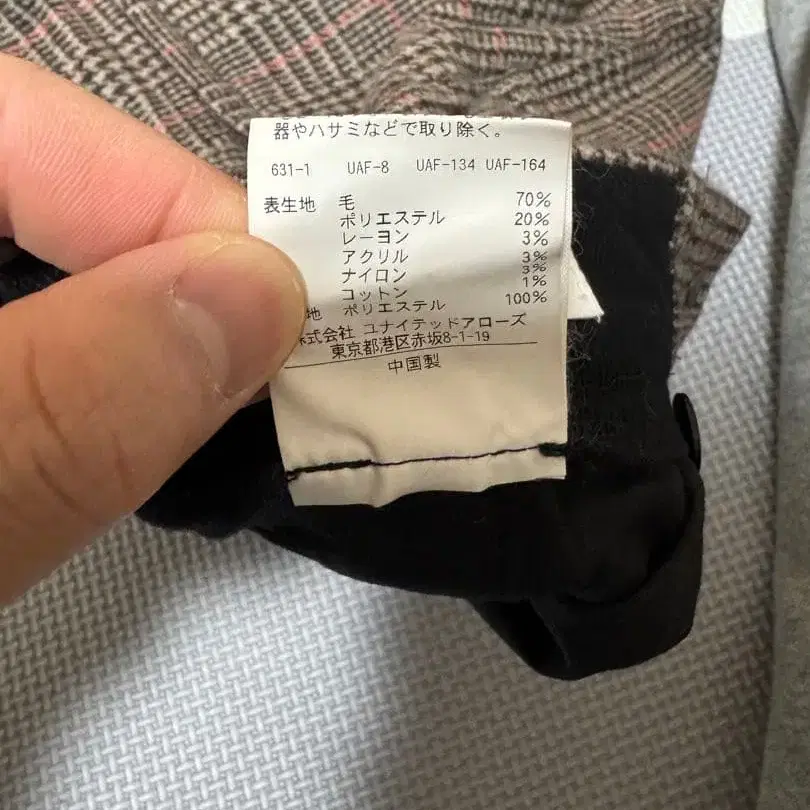 器やハサミなどで取り除く。
631-1 UAF-8 UAF-134 UAF-164
表生地 毛 70%
ポリエステル 20%
レーヨン 3%
アクリル 3%
ナイロン 3%
コットン 1%
地 ポリエステル 100%
式会社 ユナイテッドアローズ
東京都港区赤坂8-1-19
中国製